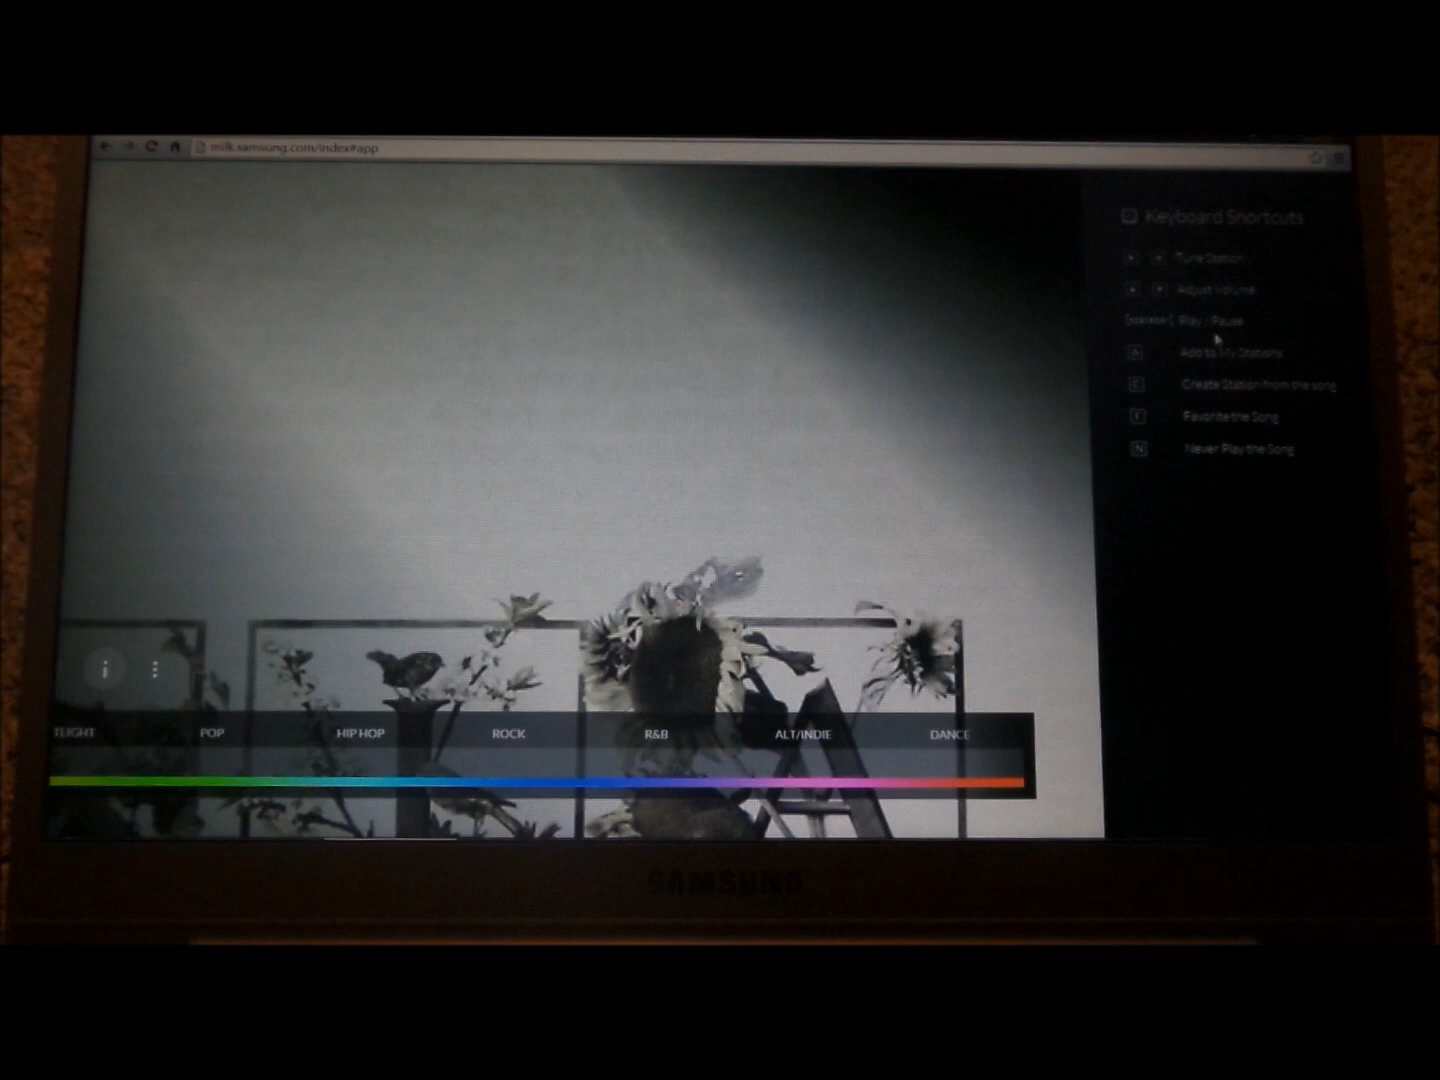 milk.samsung.com/index#app
Keyboard Shortcuts
Tune Station
Adjust Volume
Play / Pause
A Add to My Stations
C Create Station from the song
F Favorite the Song
N Never Play the Song
TLIGHT POP HIP HOP ROCK R&B ALT/INDIE DANCE
SAMSUNG